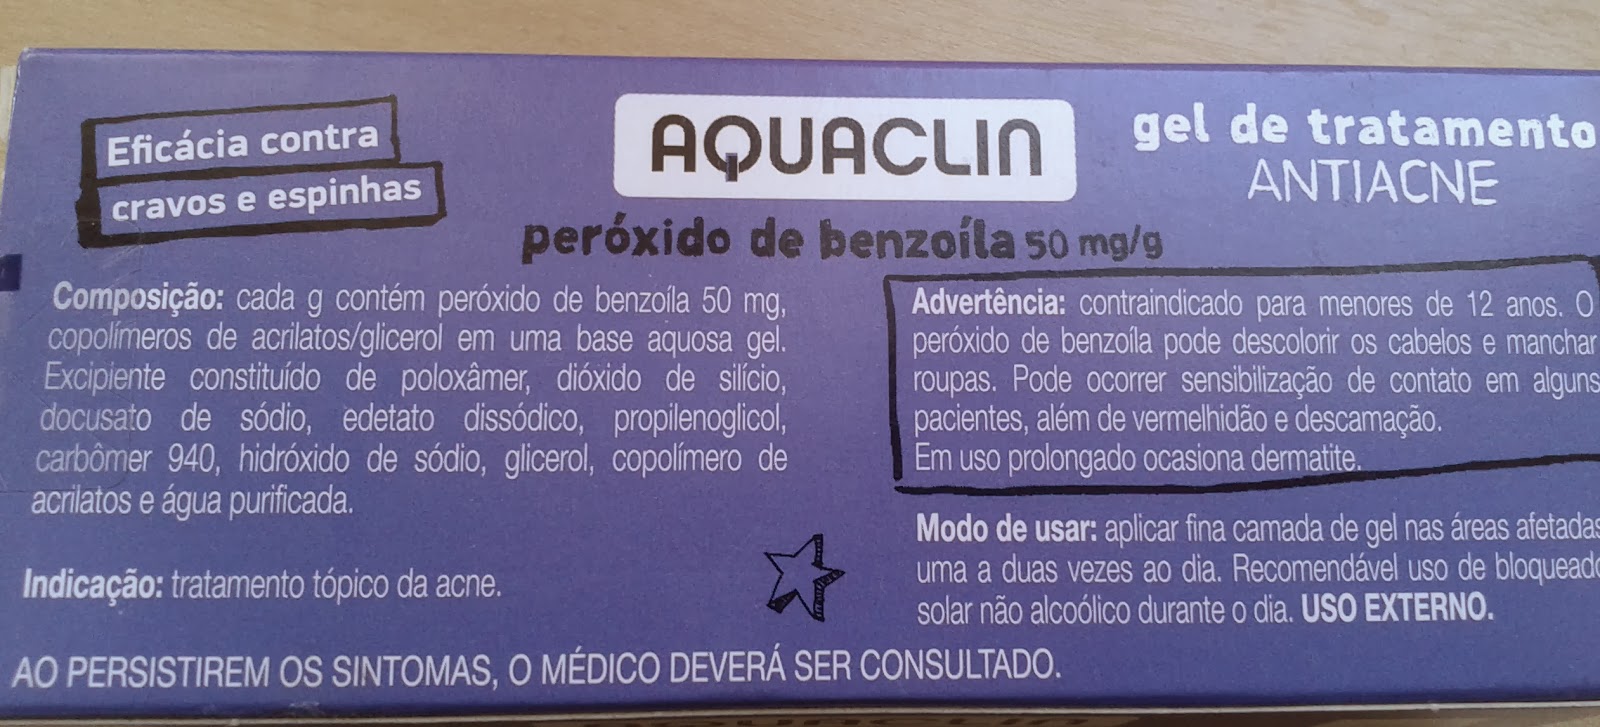 Eficácia contra
cravos e espinhas
AQUACLIN
gel de tratamento
ANTIACNE
peróxido de benzoíla 50 mg/g
Composição: cada g contém peróxido de benzoíla 50 mg,
copolímeros de acrilatos/glicerol em uma base aquosa gel.
Excipiente constituído de poloxâmer, dióxido de silício,
docusato de sódio, edetato dissódico, propilenoglicol,
carbômer 940, hidróxido de sódio, glicerol, copolímero de
acrilatos e água purificada.
Indicação: tratamento tópico da acne.
Advertência: contraindicado para menores de 12 anos. O
peróxido de benzoíla pode descolorir os cabelos e manchar
roupas. Pode ocorrer sensibilização de contato em alguns
pacientes, além de vermelhidão e descamação.
Em uso prolongado ocasiona dermatite.
Modo de usar: aplicar fina camada de gel nas áreas afetadas
uma a duas vezes ao dia. Recomendável uso de bloqueado
solar não alcoólico durante o dia. USO EXTERNO.
AO PERSISTIREM OS SINTOMAS, O MÉDICO DEVERÁ SER CONSULTADO.
AQUACLIN